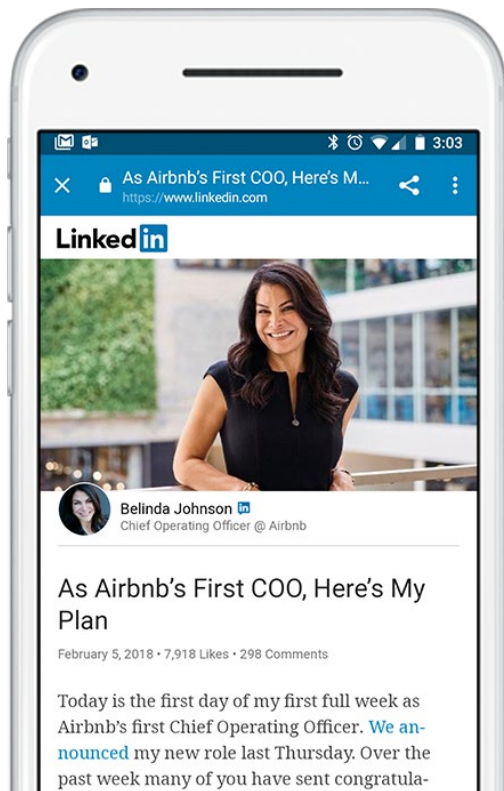 3:03
As Airbnb's First COO, Here's M...
https://www.linkedin.com
Linked in
Belinda Johnson in
Chief Operating Officer @ Airbnb
As Airbnb's First COO, Here's My
Plan
February 5, 2018 • 7,918 Likes • 298 Comments
Today is the first day of my first full week as
Airbnb's first Chief Operating Officer. We an-
nounced my new role last Thursday. Over the
past week many of you have sent congratula-